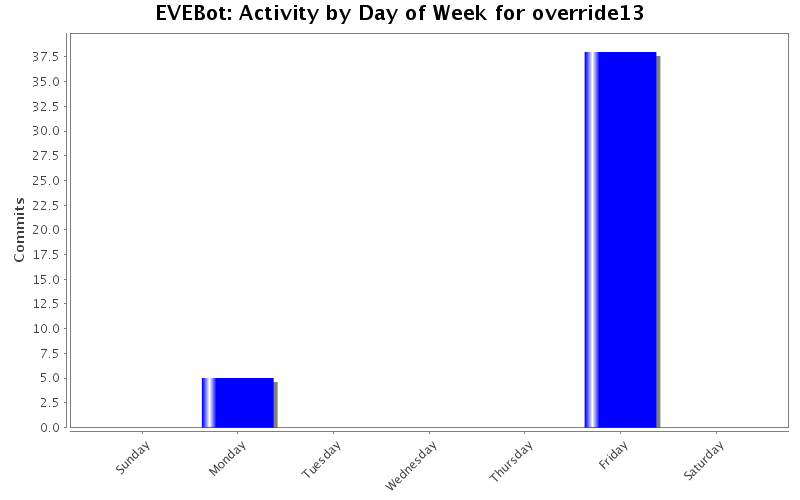 EVEBot: Activity by Day of Week for override13
Commits
37.5
35.0
32.5
30.0
27.5
25.0
22.5
20.0
17.5
15.0
12.5
10.0
7.5
5.0
2.5
0.0
Sunday
Monday
Tuesday
Wednesday
Thursday
Friday
Saturday